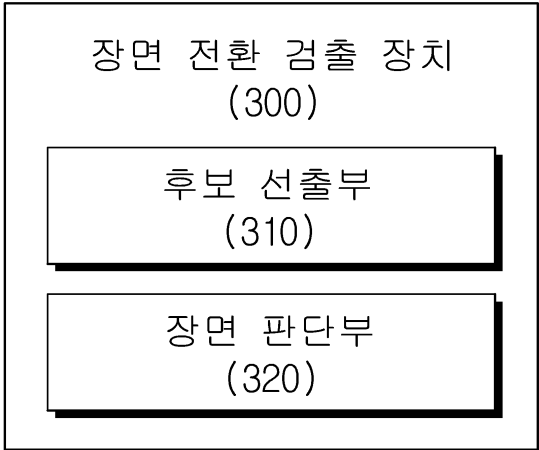 장면 전환 검출 장치
(300)
후보 선출부
(310)
장면 판단부
(320)